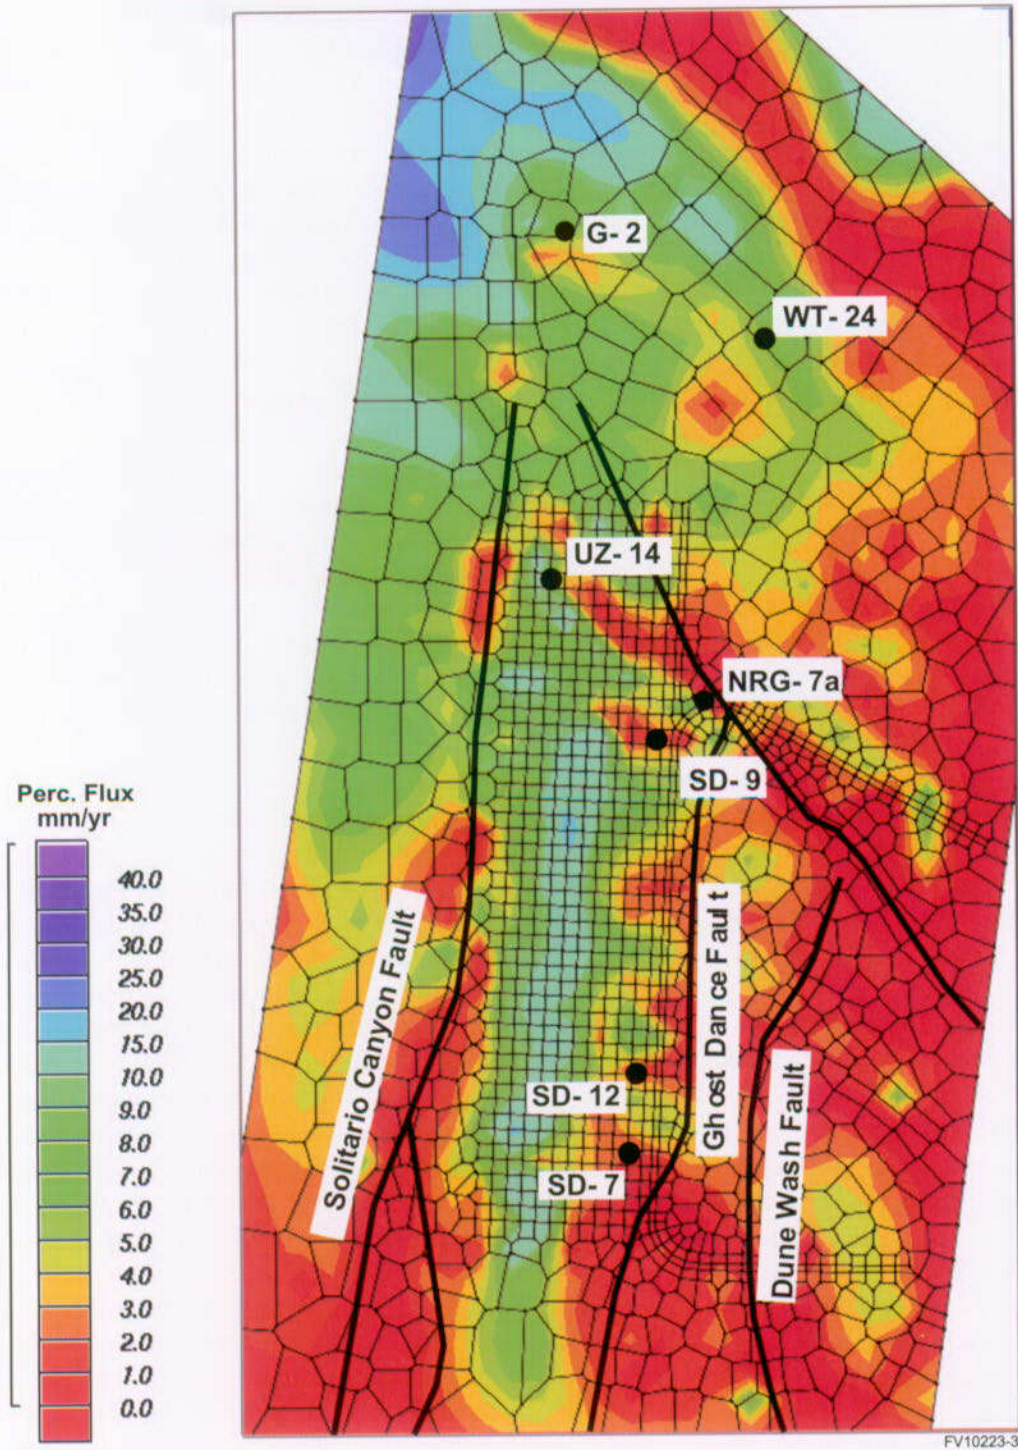 G- 2
WT- 24
UZ- 14
NRG- 7a
SD- 9
Perc. Flux
mm/yr
40.0
35.0
30.0
25.0
20.0
15.0
10.0
9.0
8.0
7.0
6.0
5.0
4.0
3.0
2.0
1.0
0.0
Solitario Canyon Fault
Ghost Dance Fault
Dune Wash Fault
SD- 12
SD- 7
FV10223-3